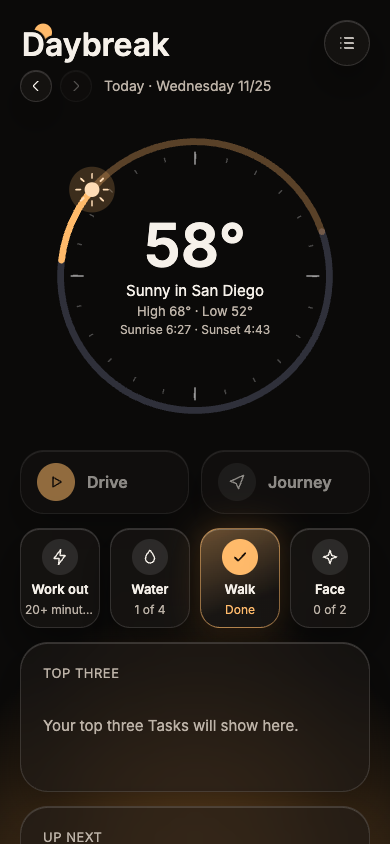 Daybreak
Today · Wednesday 11/25
58°
Sunny in San Diego
High 68° · Low 52°
Sunrise 6:27 · Sunset 4:43
Drive
Journey
Work out
20+ minut...
Water
1 of 4
Walk
Done
Face
0 of 2
TOP THREE
Your top three Tasks will show here.
UP NEXT